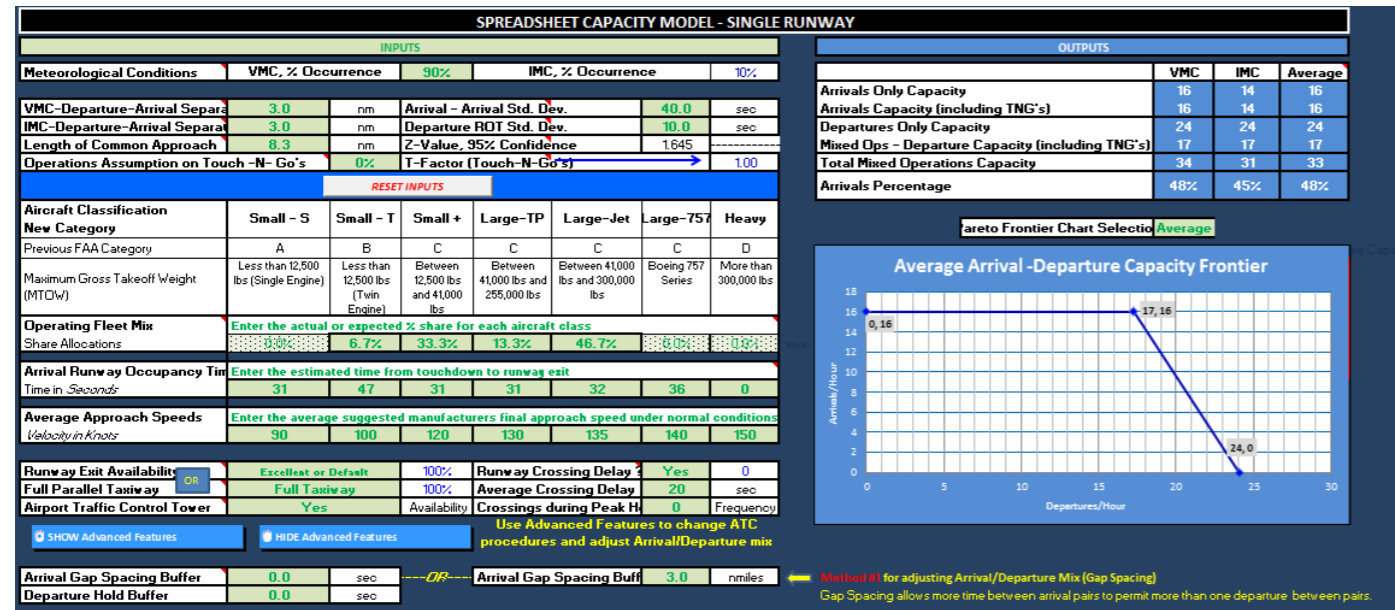 SPREADSHEET CAPACITY MODEL - SINGLE RUNWAY
INPUTS
Meteorological Conditions VMC, % Occurrence 90% IMC, % Occurrence 10%
VMC-Departure-Arrival Separa 3.0 nm Arrival - Arrival Std. Dev. 40.0 sec
IMC-Departure-Arrival Separat 3.0 nm Departure ROT Std. Dev. 10.0 sec
Length of Common Approach 8.3 nm Z-Value, 95% Confidence 1.645 -----------
Operations Assumption on Touch -N- Go's 0% T-Factor (Touch-N-Go's) 1.00
RESET INPUTS
Aircraft Classification
New Category
Small - S Small - T Small + Large-TP Large-Jet Large-757 Heavy
Previous FAA Category A B C C C C D
Maximum Gross Takeoff Weight
(MTOW)
Less than 12,500
lbs (Single Engine)
Less than
12,500 lbs
(Twin
Engine)
Between
12,500 lbs
and 41,000
lbs
Between
41,000 lbs and
255,000 lbs
Between 41,000
lbs and 300,000
lbs
Boeing 757
Series
More than
300,000 lbs
Operating Fleet Mix Enter the actual or expected % share for each aircraft class
Share Allocations 0.0% 6.7% 33.3% 13.3% 46.7% 0.0% 0.0%
Arrival Runway Occupancy Tim Enter the estimated time from touchdown to runway exit
Time in Seconds 31 47 31 31 32 36 0
Average Approach Speeds Enter the average suggested manufacturers final approach speed under normal conditions
Velocity in Knots 90 100 120 130 135 140 150
Runway Exit Availability Excellent or Default 100% Runway Crossing Delay ? Yes 0
OR
Full Parallel Taxiway Full Taxiway 100% Average Crossing Delay 20 sec
Airport Traffic Control Tower Yes Availability Crossings during Peak H 0 Frequency
SHOW Advanced Features HIDE Advanced Features
Use Advanced Features to change ATC
procedures and adjust Arrival/Departure mix
Arrival Gap Spacing Buffer 0.0 sec ----OR---- Arrival Gap Spacing Buff 3.0 nmiles
Departure Hold Buffer 0.0 sec
OUTPUTS
VMC IMC Average
Arrivals Only Capacity 16 14 16
Arrivals Capacity (including TNG's) 16 14 16
Departures Only Capacity 24 24 24
Mixed Ops - Departure Capacity (including TNG's) 17 17 17
Total Mixed Operations Capacity 34 31 33
Arrivals Percentage 48% 45% 48%
Pareto Frontier Chart Selectio Average
Average Arrival -Departure Capacity Frontier
Arrivals/Hour
18
16
14
12
10
8
6
4
2
0
0, 16
17, 16
24, 0
0 5 10 15 20 25 30
Departures/Hour
Method #1 for adjusting Arrival/Departure Mix (Gap Spacing)
Gap Spacing allows more time between arrival pairs to permit more than one departure between pairs.